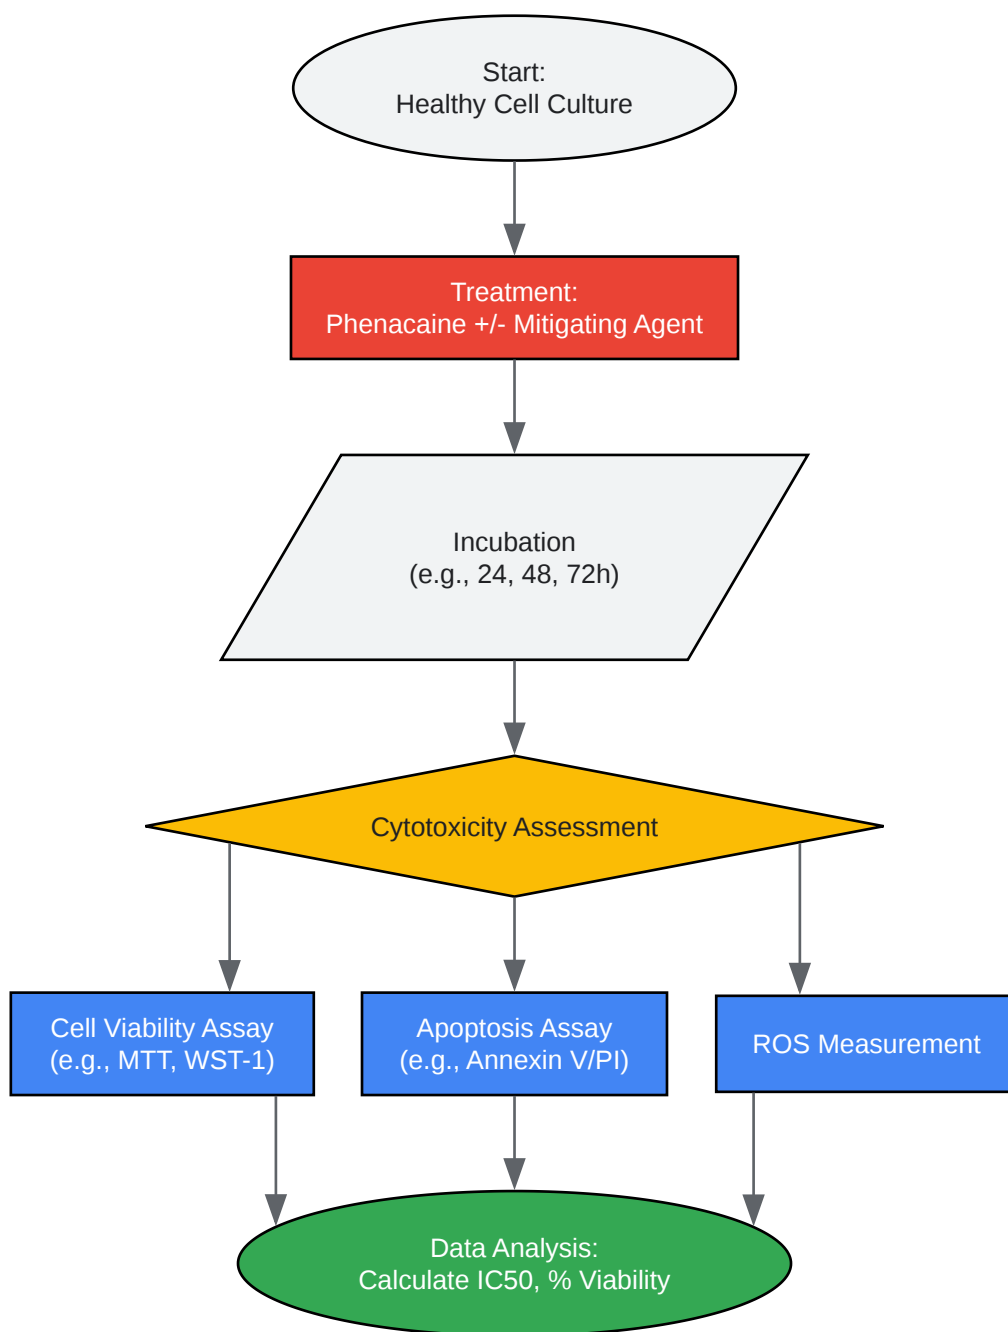 Start:
Healthy Cell Culture
Treatment:
Phenacaine +/- Mitigating Agent
Incubation
(e.g., 24, 48, 72h)
Cytotoxicity Assessment
Cell Viability Assay
(e.g., MTT, WST-1)
Apoptosis Assay
(e.g., Annexin V/PI)
ROS Measurement
Data Analysis:
Calculate IC50, % Viability